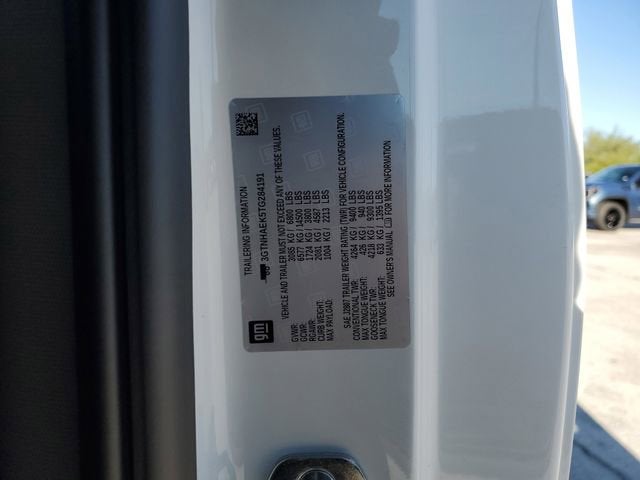 TRAILERING INFORMATION
3GTNHAEK5TG284191
VEHICLE AND TRAILER MUST NOT EXCEED ANY OF THESE VALUES.
GVWR: 3085 KG / 6800 LBS
GCWR: 6577 KG / 14500 LBS
RGAWR: 1724 KG / 3800 LBS
CURB WEIGHT: 2081 KG / 4587 LBS
MAX PAYLOAD: 1004 KG / 2213 LBS
SAE J2807 TRAILER WEIGHT RATING (TWR) FOR VEHICLE CONFIGURATION.
CONVENTIONAL TWR: 4264 KG / 9400 LBS
MAX TONGUE WEIGHT: 426 KG / 940 LBS
GOOSENECK TWR: 4218 KG / 9300 LBS
MAX TONGUE WEIGHT: 633 KG / 1395 LBS
SEE OWNER'S MANUAL FOR MORE INFORMATION
gm